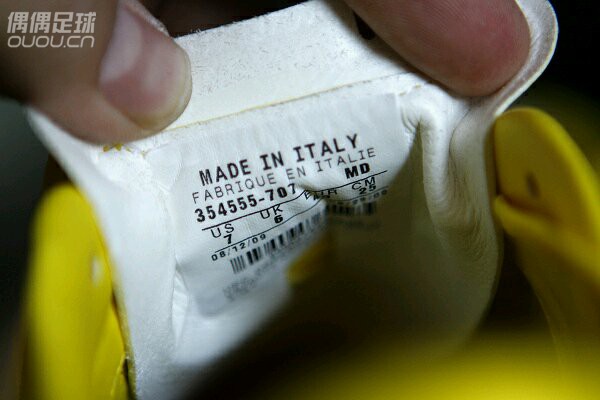 偶偶足球
OUOU.CN
MADE IN ITALY
FABRIQUE EN ITALIE
354555-707 MD
US UK CM
7 6 25
08/12/09